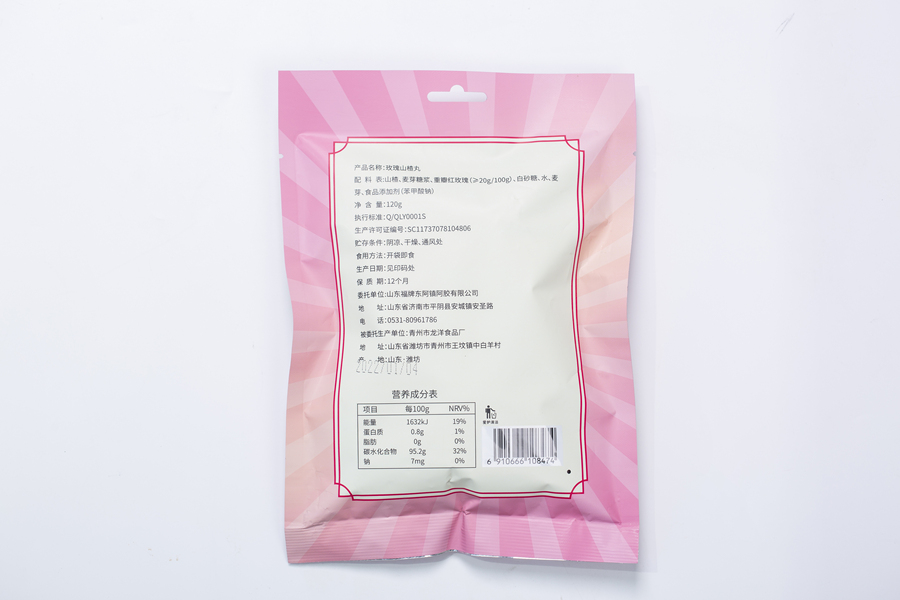 产品名称:玫瑰山楂丸
配 料 表:山楂、麦芽糖浆、重瓣红玫瑰(≥20g/100g)、白砂糖、水、麦
芽、食品添加剂(苯甲酸钠)
净 含 量:120g
执行标准:Q/QLY0001S
生产许可证编号:SC11737078104806
贮存条件:阴凉、干燥、通风处
食用方法:开袋即食
生产日期:见印码处
保 质 期:12个月
委托单位:山东福牌东阿镇阿胶有限公司
地 址:山东省济南市平阴县安城镇安圣路
电 话:0531-80961786
被委托生产单位:青州市龙洋食品厂
地 址:山东省潍坊市青州市王坟镇中白羊村
产 地:山东·潍坊
2022/01/04
营养成分表
项目 每100g NRV%
能量 1632kJ 19%
蛋白质 0.8g 1%
脂肪 0g 0%
碳水化合物 95.2g 32%
钠 7mg 0%
爱护清洁
6 910666 108474